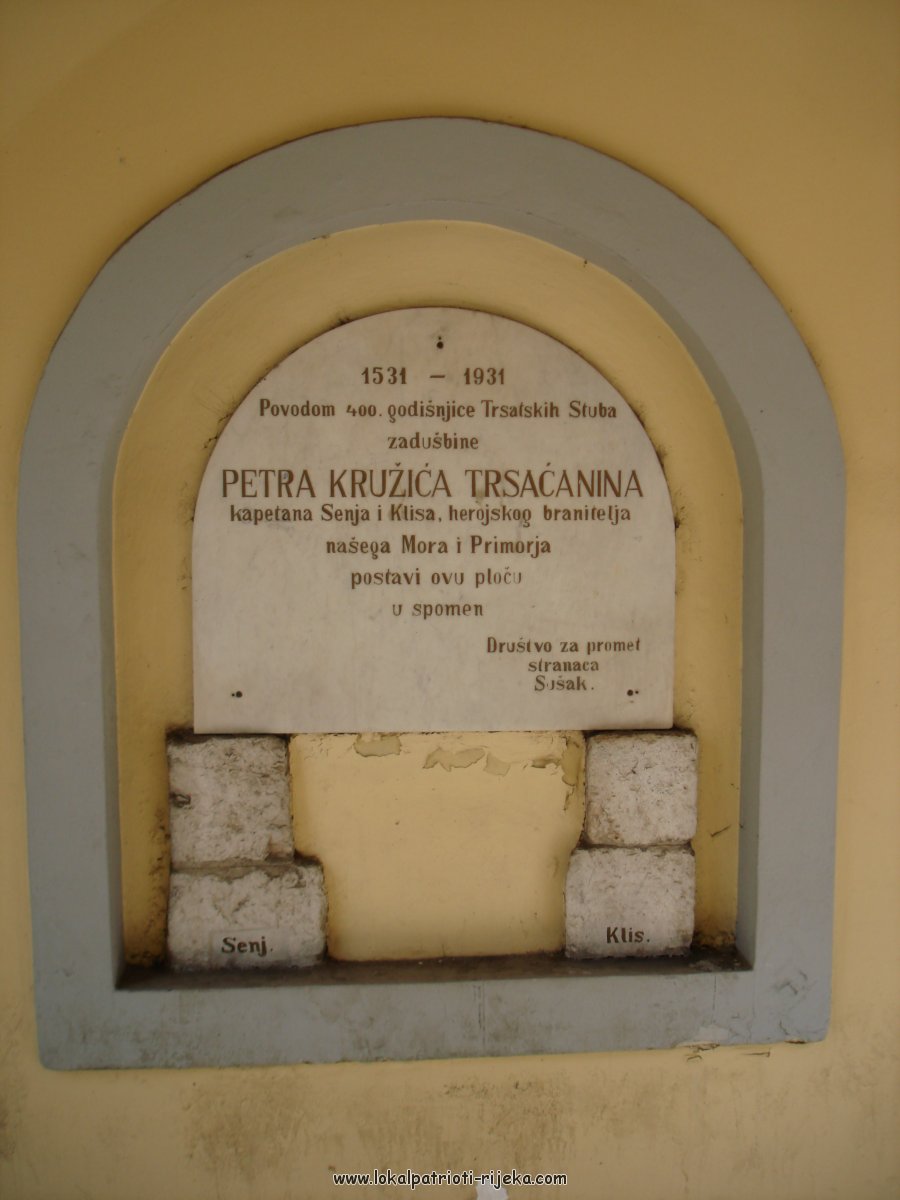 1531 – 1931
Povodom 400. godišnjice Trsatskih Stuba
zadušbine
PETRA KRUŽIĆA TRSAĆANINA
kapetana Senja i Klisa, herojskog branitelja
našega Mora i Primorja
postavi ovu ploču
u spomen
Društvo za promet
stranaca
Sušak.
Senj.
Klis.
www.lokalpatrioti-rijeka.com